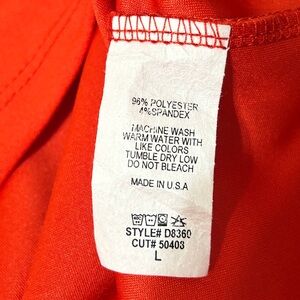 96% POLYESTER
4%SPANDEX
MACHINE WASH
WARM WATER WITH
LIKE COLORS
TUMBLE DRY LOW
DO NOT BLEACH
MADE IN U.S.A
STYLE# D8360
CUT# 50403
L